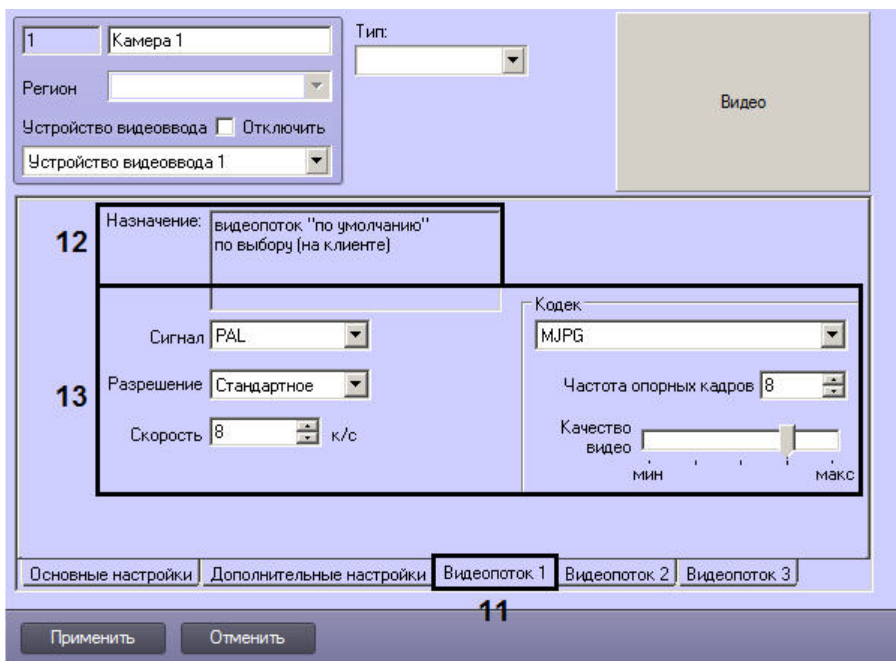 1
Камера 1
Тип:
Регион
Устройство видеоввода
Отключить
Устройство видеоввода 1
Видео
12
Назначение:
видеопоток "по умолчанию"
по выбору (на клиенте)
13
Сигнал
PAL
Разрешение
Стандартное
Скорость
8
к/с
Кодек
MJPG
Частота опорных кадров
8
Качество
видео
мин
макс
Основные настройки
Дополнительные настройки
Видеопоток 1
Видеопоток 2
Видеопоток 3
11
Применить
Отменить